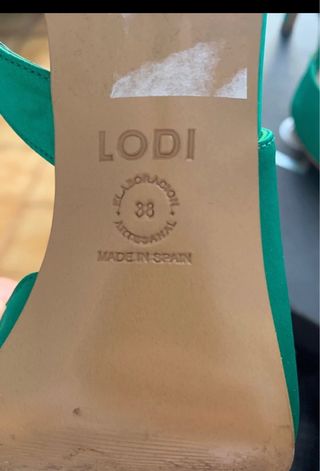 LODI
ELABORACION
38
ARTESANAL
MADE IN SPAIN